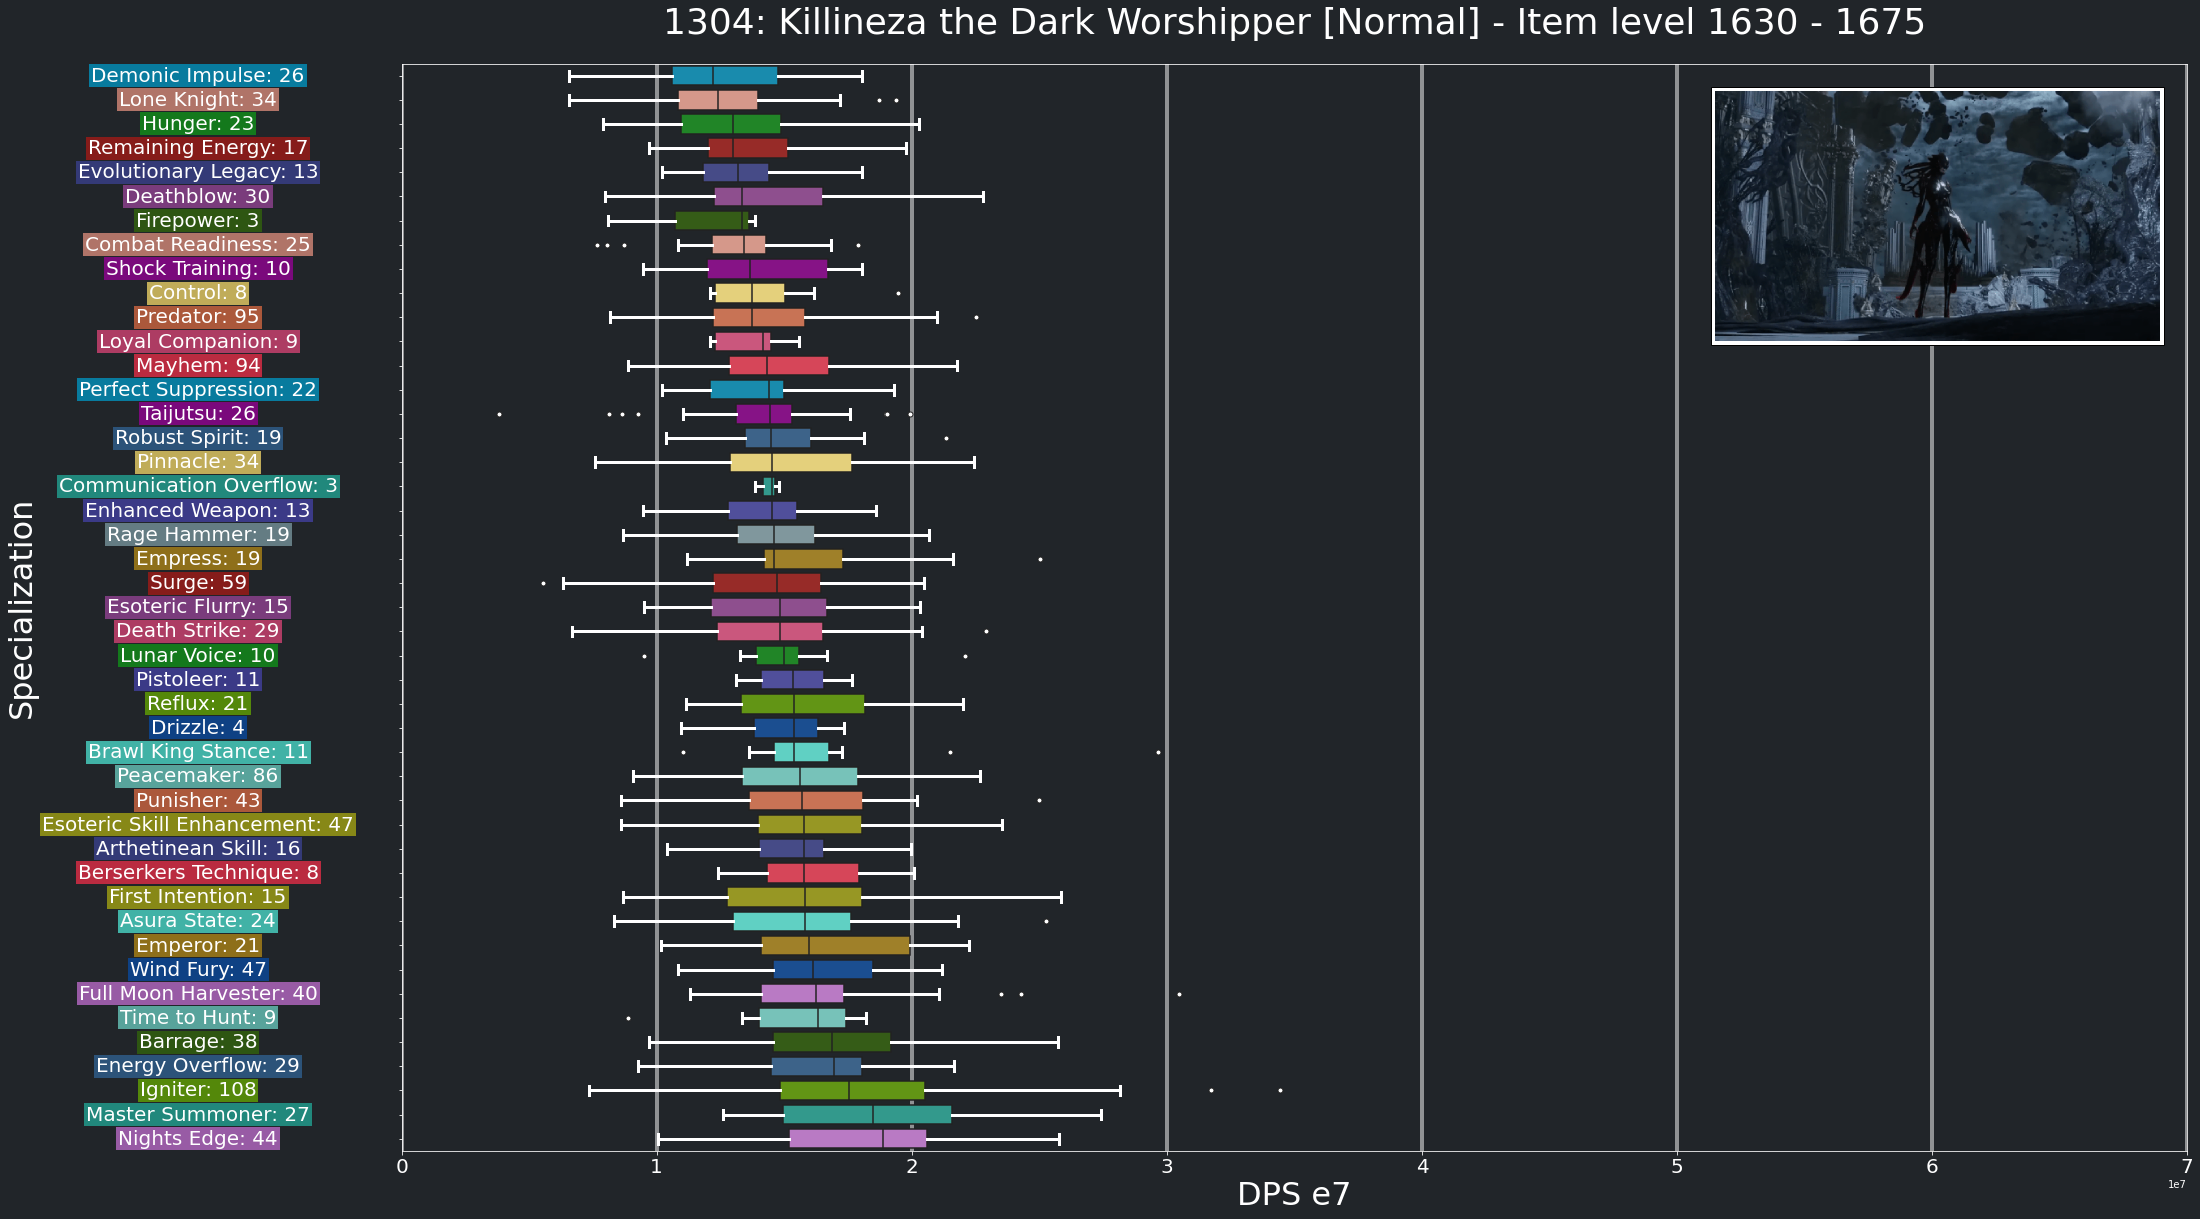 1304: Killineza the Dark Worshipper [Normal] - Item level 1630 - 1675
Specialization
Demonic Impulse: 26
Lone Knight: 34
Hunger: 23
Remaining Energy: 17
Evolutionary Legacy: 13
Deathblow: 30
Firepower: 3
Combat Readiness: 25
Shock Training: 10
Control: 8
Predator: 95
Loyal Companion: 9
Mayhem: 94
Perfect Suppression: 22
Taijutsu: 26
Robust Spirit: 19
Pinnacle: 34
Communication Overflow: 3
Enhanced Weapon: 13
Rage Hammer: 19
Empress: 19
Surge: 59
Esoteric Flurry: 15
Death Strike: 29
Lunar Voice: 10
Pistoleer: 11
Reflux: 21
Drizzle: 4
Brawl King Stance: 11
Peacemaker: 86
Punisher: 43
Esoteric Skill Enhancement: 47
Arthetinean Skill: 16
Berserkers Technique: 8
First Intention: 15
Asura State: 24
Emperor: 21
Wind Fury: 47
Full Moon Harvester: 40
Time to Hunt: 9
Barrage: 38
Energy Overflow: 29
Igniter: 108
Master Summoner: 27
Nights Edge: 44
0 1 2 3 4 5 6 7
1e7
DPS e7